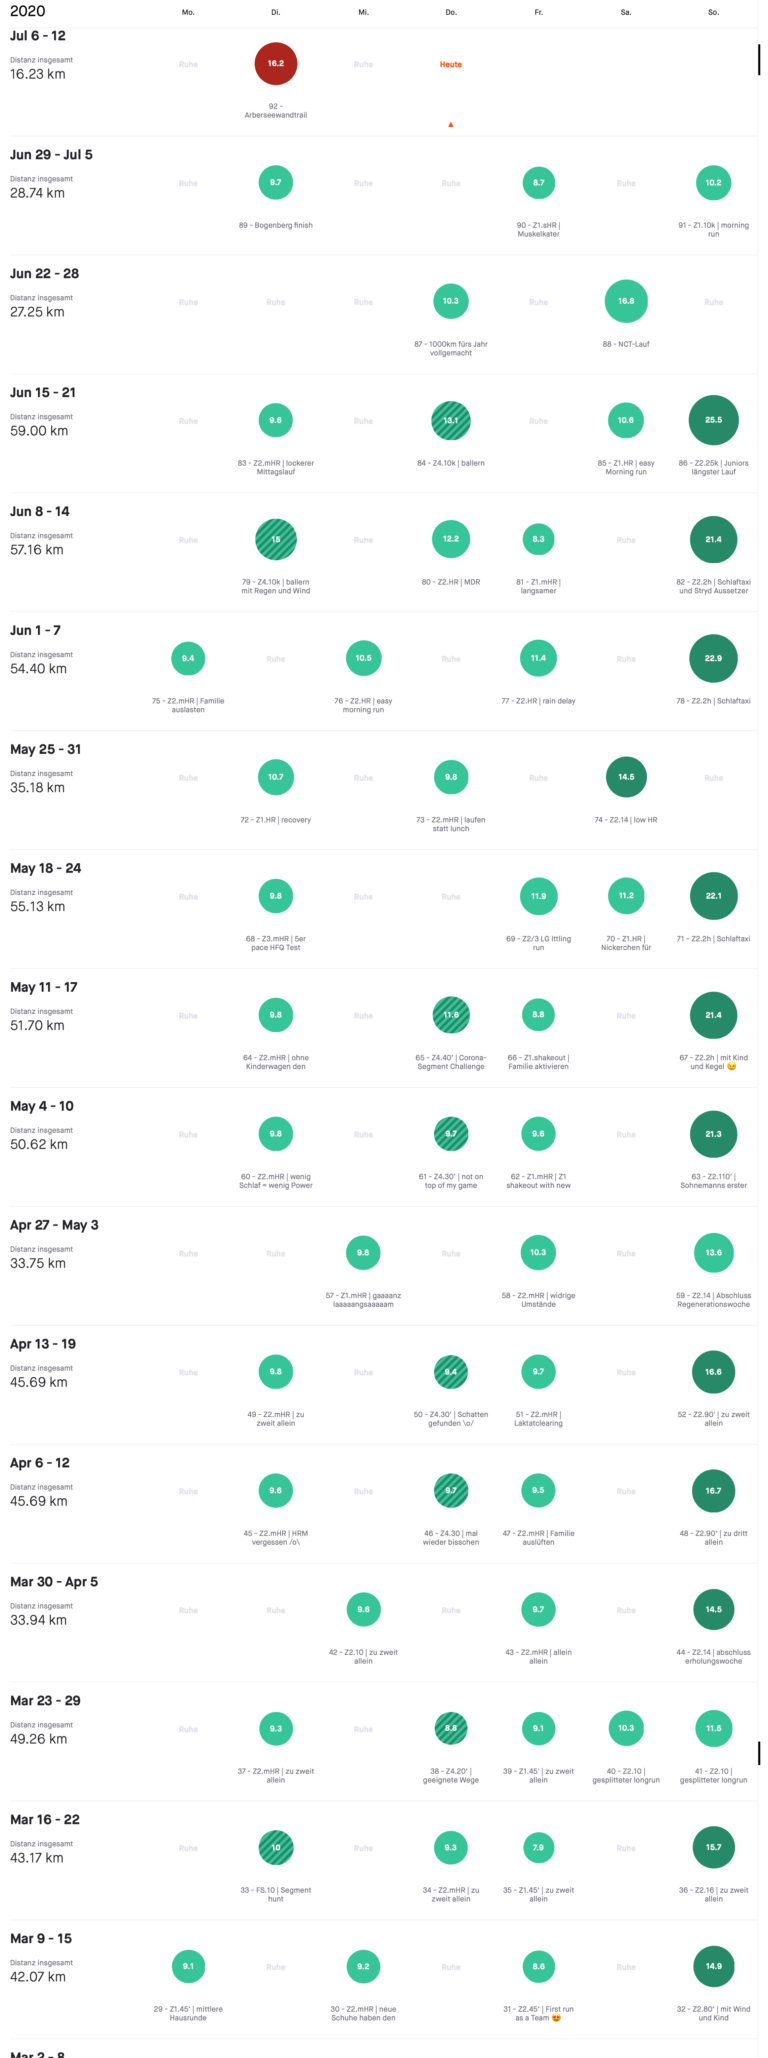 2020 Mo. Di. Mi. Do. Fr. Sa. So.
Jul 6 - 12
Distanz insgesamt
16.23 km
Ruhe 16.2 Ruhe Heute
92 -
Arberseewandtrail
Jun 29 - Jul 5
Distanz insgesamt
28.74 km
Ruhe 9.7 Ruhe Ruhe 8.7 Ruhe 10.2
89 - Bogenberg finish
90 - Z1.sHR |
Muskelkater
91 - Z1.10k | morning
run
Jun 22 - 28
Distanz insgesamt
27.25 km
Ruhe Ruhe Ruhe 10.3 Ruhe 16.8 Ruhe
87 - 1000km fürs Jahr
vollgemacht
88 - NCT-Lauf
Jun 15 - 21
Distanz insgesamt
59.00 km
Ruhe 9.6 Ruhe 13.1 Ruhe 10.6 25.5
83 - Z2.mHR | lockerer
Mittagslauf
84 - Z4.10k | ballern
85 - Z1.HR | easy
Morning run
86 - Z2.25k | Juniors
längster Lauf
Jun 8 - 14
Distanz insgesamt
57.16 km
Ruhe 15 Ruhe 12.2 8.3 Ruhe 21.4
79 - Z4.10k | ballern
mit Regen und Wind
80 - Z2.HR | MDR
81 - Z1.mHR |
langsamer
82 - Z2.2h | Schlaftaxi
und Stryd Aussetzer
Jun 1 - 7
Distanz insgesamt
54.40 km
9.4 Ruhe 10.5 Ruhe 11.4 Ruhe 22.9
75 - Z2.mHR | Familie
auslasten
76 - Z2.HR | easy
morning run
77 - Z2.HR | rain delay
78 - Z2.2h | Schlaftaxi
May 25 - 31
Distanz insgesamt
35.18 km
Ruhe 10.7 Ruhe 9.8 Ruhe 14.5 Ruhe
72 - Z1.HR | recovery
73 - Z2.mHR | laufen
statt lunch
74 - Z2.14 | low HR
May 18 - 24
Distanz insgesamt
55.13 km
Ruhe 9.8 Ruhe Ruhe 11.9 11.2 22.1
68 - Z3.mHR | 5er
pace HFQ Test
69 - Z2/3 LG Ittling
run
70 - Z1.HR |
Nickerchen für
71 - Z2.2h | Schlaftaxi
May 11 - 17
Distanz insgesamt
51.70 km
Ruhe 9.8 Ruhe 11.6 8.8 Ruhe 21.4
64 - Z2.mHR | ohne
Kinderwagen den
65 - Z4.40' | Corona-
Segment Challenge
66 - Z1.shakeout |
Familie aktivieren
67 - Z2.2h | mit Kind
und Kegel 😉
May 4 - 10
Distanz insgesamt
50.62 km
Ruhe 9.8 Ruhe 9.7 9.6 Ruhe 21.3
60 - Z2.mHR | wenig
Schlaf = wenig Power
61 - Z4.30' | not on
top of my game
62 - Z1.mHR | Z1
shakeout with new
63 - Z2.110' |
Sohnemanns erster
Apr 27 - May 3
Distanz insgesamt
33.75 km
Ruhe Ruhe 9.8 Ruhe 10.3 Ruhe 13.6
57 - Z1.mHR | gaaaanz
laaaaangsaaaaam
58 - Z2.mHR | widrige
Umstände
59 - Z2.14 | Abschluss
Regenerationswoche
Apr 13 - 19
Distanz insgesamt
45.69 km
Ruhe 9.8 Ruhe 9.4 9.7 Ruhe 16.6
49 - Z2.mHR | zu
zweit allein
50 - Z4.30' | Schatten
gefunden \o/
51 - Z2.mHR |
Laktatclearing
52 - Z2.90' | zu zweit
allein
Apr 6 - 12
Distanz insgesamt
45.69 km
Ruhe 9.6 Ruhe 9.7 9.5 Ruhe 16.7
45 - Z2.mHR | HRM
vergessen /o\
46 - Z4.30 | mal
wieder bisschen
47 - Z2.mHR | Familie
auslüften
48 - Z2.90' | zu dritt
allein
Mar 30 - Apr 5
Distanz insgesamt
33.94 km
Ruhe Ruhe 9.6 Ruhe 9.7 Ruhe 14.5
42 - Z2.10 | zu zweit
allein
43 - Z2.mHR | allein
allein
44 - Z2.14 | abschluss
erholungswoche
Mar 23 - 29
Distanz insgesamt
49.26 km
Ruhe 9.3 Ruhe 8.8 9.1 10.3 11.5
37 - Z2.mHR | zu zweit
allein
38 - Z4.20' |
geeignete Wege
39 - Z1.45' | zu zweit
allein
40 - Z2.10 |
gesplitteter longrun
41 - Z2.10 |
gesplitteter longrun
Mar 16 - 22
Distanz insgesamt
43.17 km
Ruhe 10 Ruhe 9.3 7.9 Ruhe 15.7
33 - FS.10 | Segment
hunt
34 - Z2.mHR | zu
zweit allein
35 - Z1.45' | zu zweit
allein
36 - Z2.16 | zu zweit
allein
Mar 9 - 15
Distanz insgesamt
42.07 km
9.1 Ruhe 9.2 Ruhe 8.6 Ruhe 14.9
29 - Z1.45' | mittlere
Hausrunde
30 - Z2.mHR | neue
Schuhe haben den
31 - Z2.45' | First run
as a Team 😍
32 - Z2.80' | mit Wind
und Kind
Mar 2 - 8